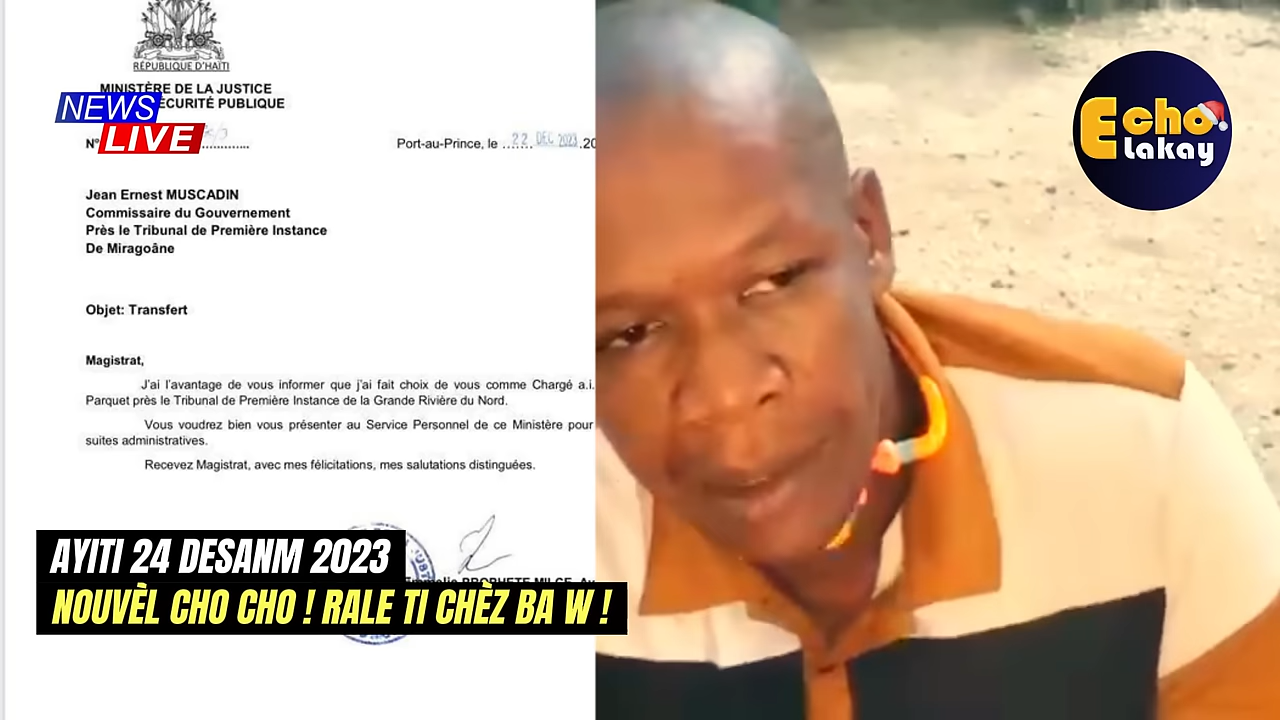 RÉPUBLIQUE D'HAÏTI
MINISTÈRE DE LA JUSTICE
ÉCURITÉ PUBLIQUE
NEWS
LIVE
N°
Port-au-Prince, le ...22 DEC 2023.20
Jean Ernest MUSCADIN
Commissaire du Gouvernement
Près le Tribunal de Première Instance
De Miragoâne
Objet: Transfert
Magistrat,
J'ai l'avantage de vous informer que j'ai fait choix de vous comme Chargé a.i.
Parquet près le Tribunal de Première Instance de la Grande Rivière du Nord.
Vous voudrez bien vous présenter au Service Personnel de ce Ministère pour
suites administratives.
Recevez Magistrat, avec mes félicitations, mes salutations distinguées.
AYITI 24 DESANM 2023
NOUVÈL CHO CHO ! RALE TI CHÈZ BA W !
Echo
lakay